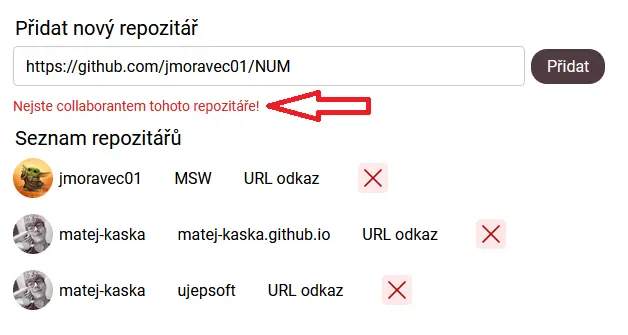 Přidat nový repozitář
https://github.com/jmoravec01/NUM Přidat
Nejste collaborantem tohoto repozitáře!
Seznam repozitářů
jmoravec01 MSW URL odkaz
matej-kaska matej-kaska.github.io URL odkaz
matej-kaska ujepsoft URL odkaz